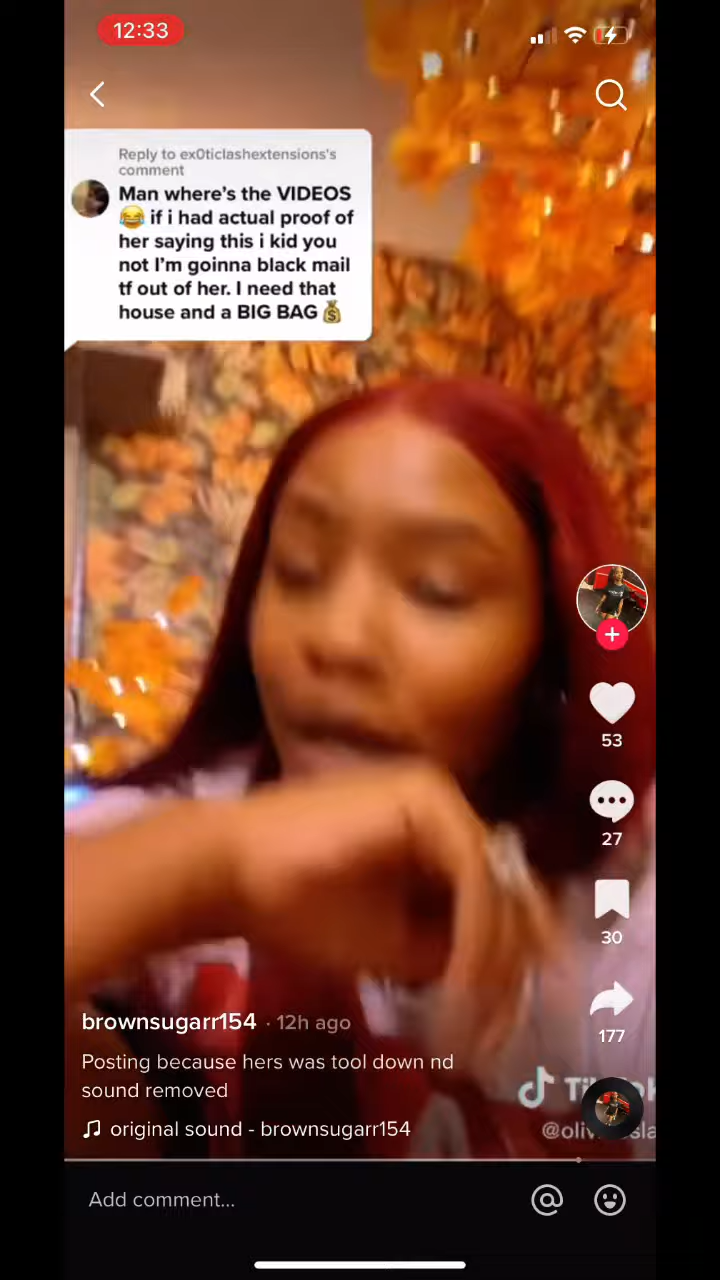 12:33
Reply to ex0ticlashextensions's
comment
Man where's the VIDEOS
😂 if i had actual proof of
her saying this i kid you
not I'm goinna black mail
tf out of her. I need that
house and a BIG BAG 💰
53
27
30
177
brownsugarr154 · 12h ago
Posting because hers was tool down nd
sound removed
original sound - brownsugarr154
Add comment...